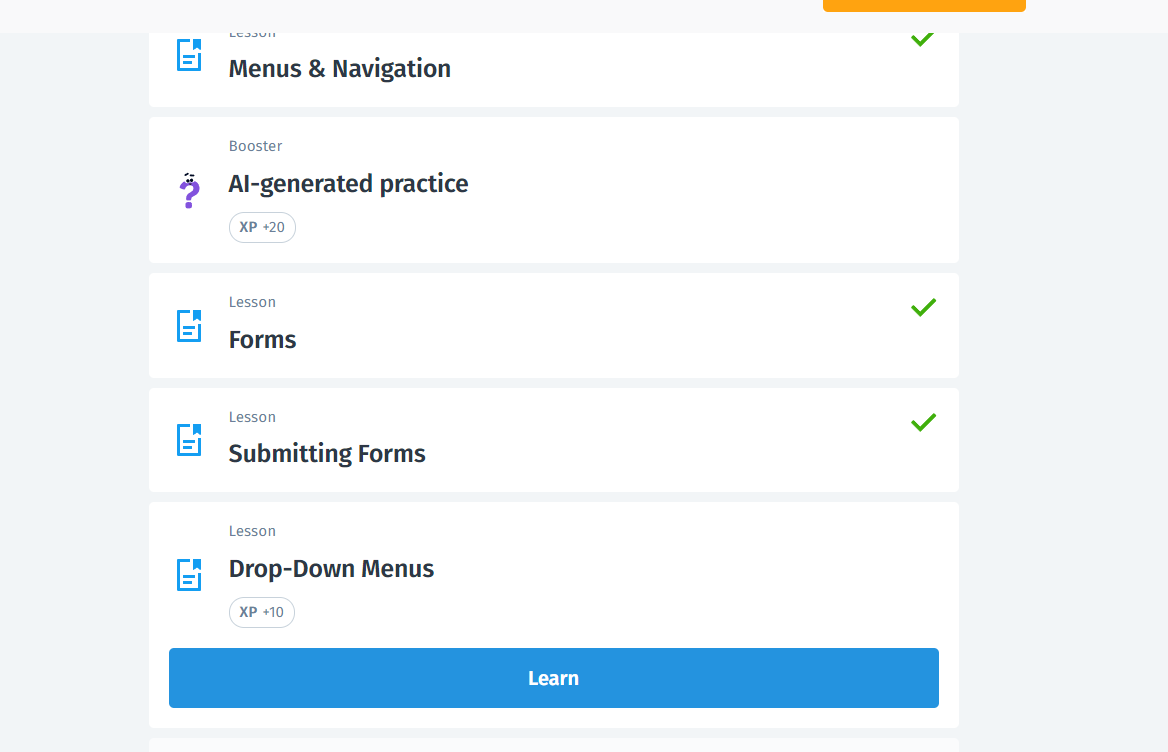 Lesson
Menus & Navigation
Booster
AI-generated practice
XP +20
Lesson
Forms
Lesson
Submitting Forms
Lesson
Drop-Down Menus
XP +10
Learn